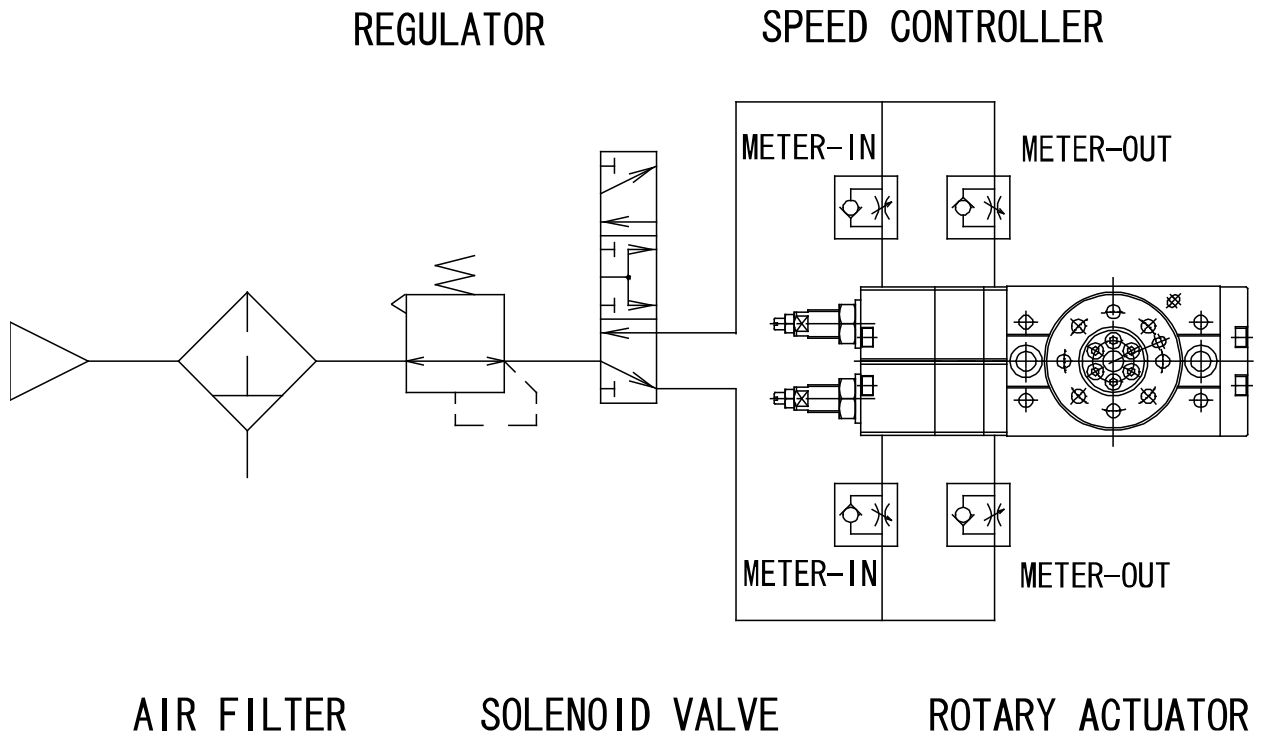 REGULATOR
SPEED CONTROLLER
METER-IN
METER-OUT
METER-IN
METER-OUT
AIR FILTER
SOLENOID VALVE
ROTARY ACTUATOR